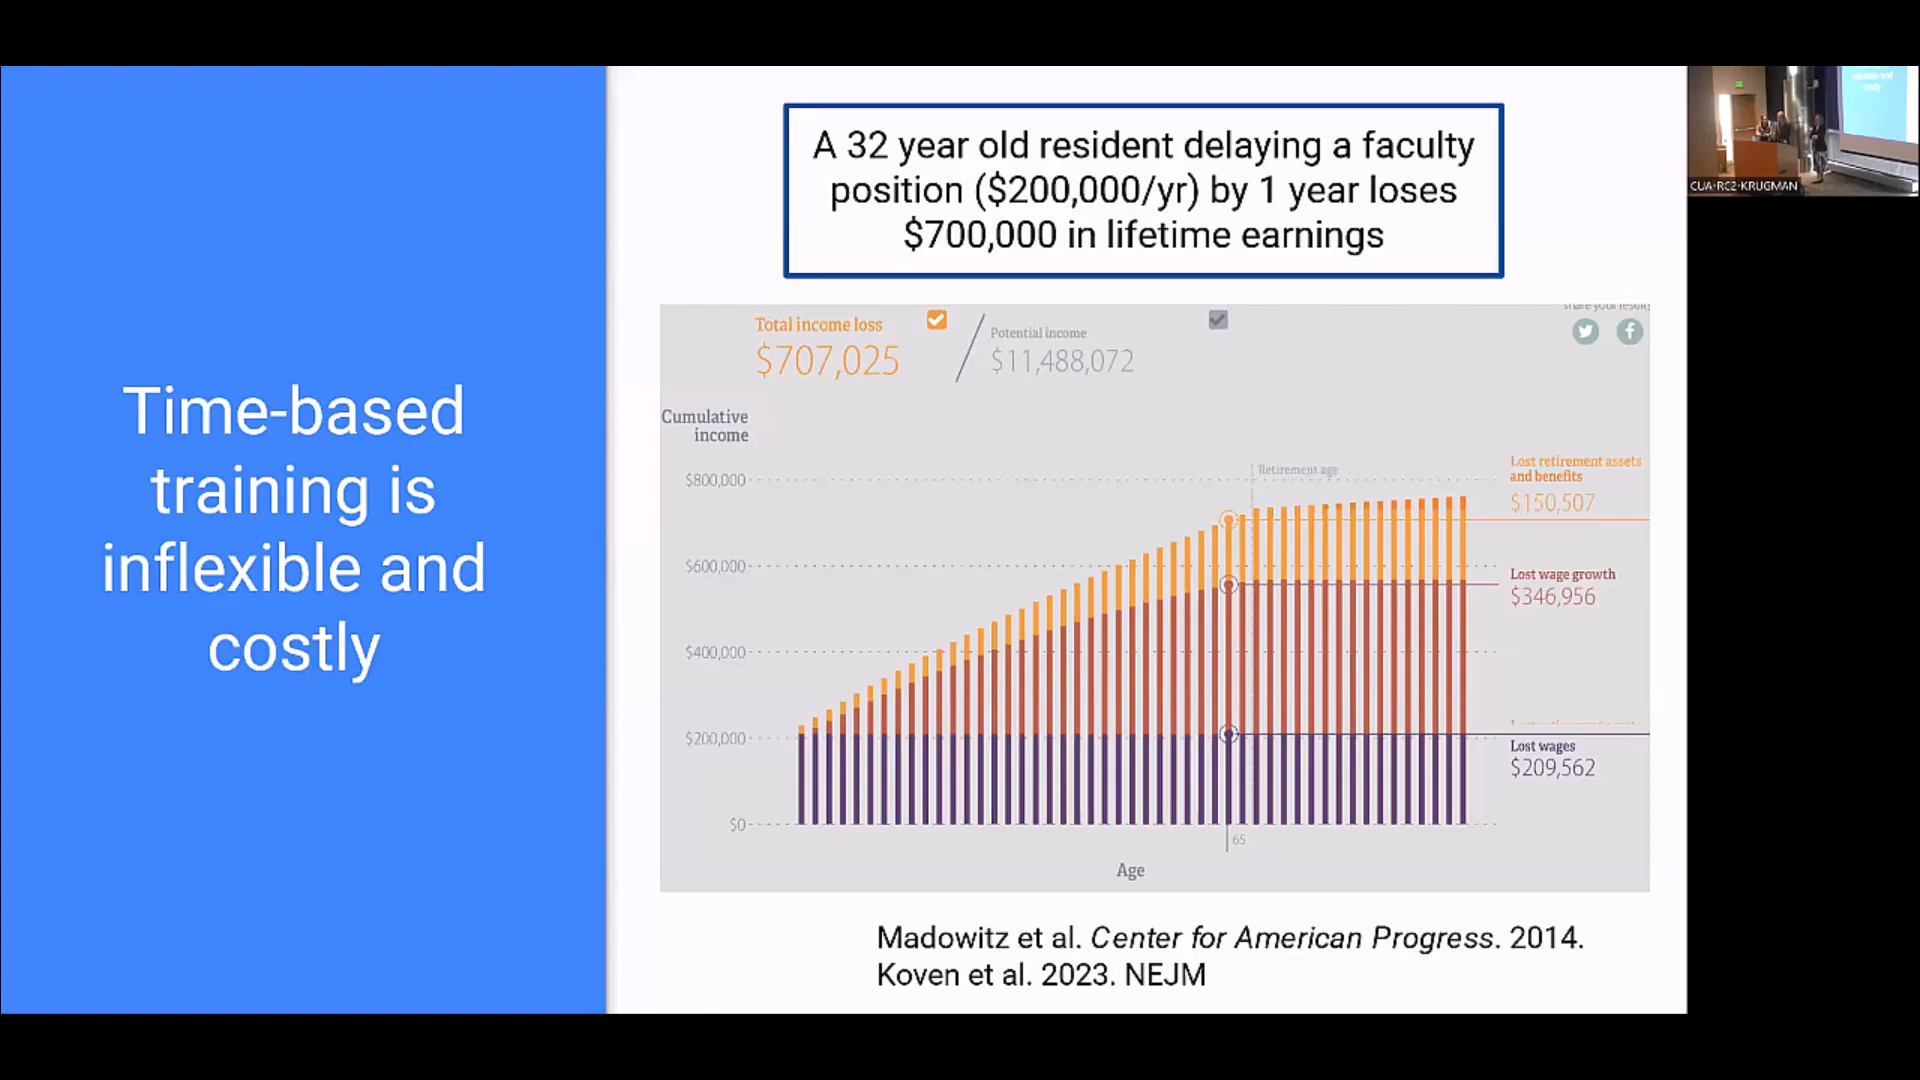 Time-based
training is
inflexible and
costly
A 32 year old resident delaying a faculty
position ($200,000/yr) by 1 year loses
$700,000 in lifetime earnings
share your results
Total income loss
$707,025
Potential income
$11,488,072
Cumulative
income
$800,000
$600,000
$400,000
$200,000
$0
Retirement age
65
Age
Lost retirement assets
and benefits
$150,507
Lost wage growth
$346,956
Lost wages
$209,562
Madowitz et al. Center for American Progress. 2014.
Koven et al. 2023. NEJM
CUA-RC2-KRUGMAN
costly